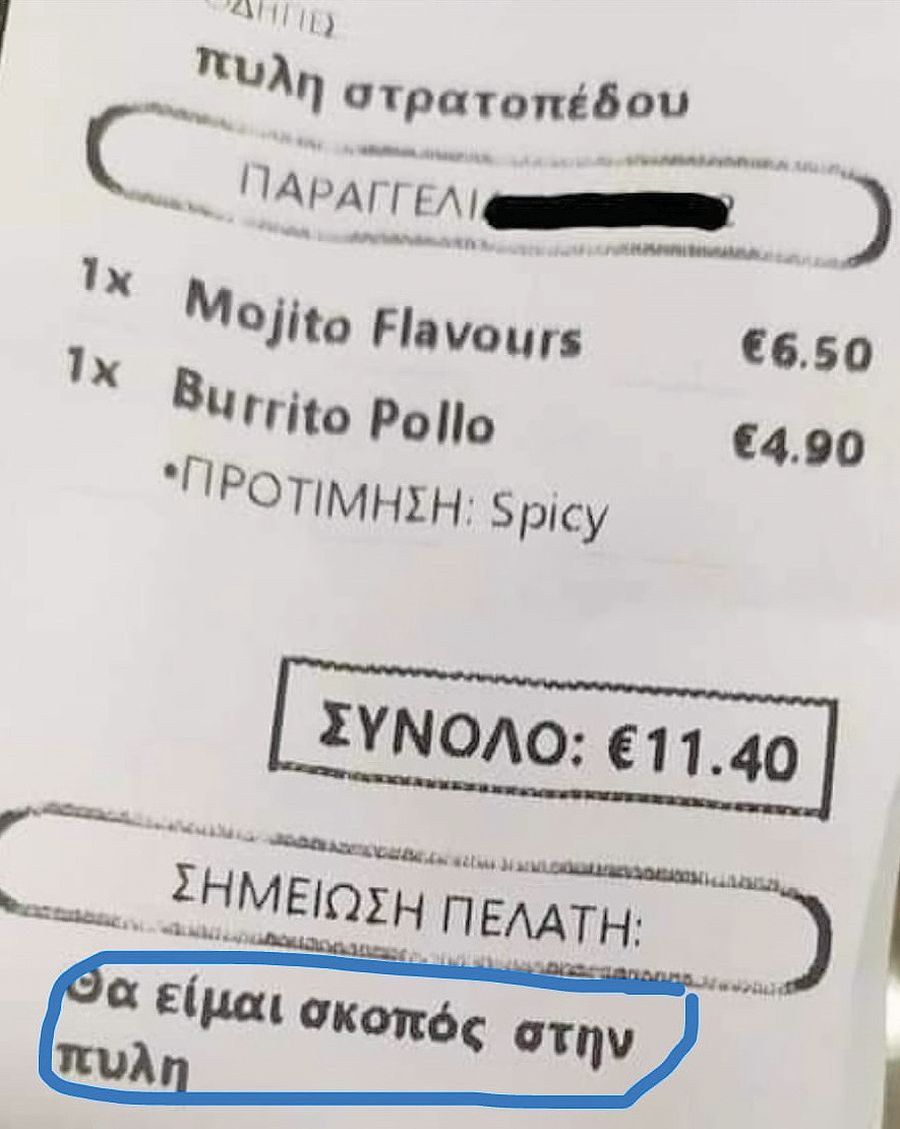 ΟΔΗΓΙΕΣ
πυλη στρατοπέδου
ΠΑΡΑΓΓΕΛΙ
1x Mojito Flavours €6.50
1x Burrito Pollo €4.90
•ΠΡΟΤΙΜΗΣΗ: Spicy
ΣΥΝΟΛΟ: €11.40
ΣΗΜΕΙΩΣΗ ΠΕΛΑΤΗ:
Θα είμαι σκοπός στην
πυλη